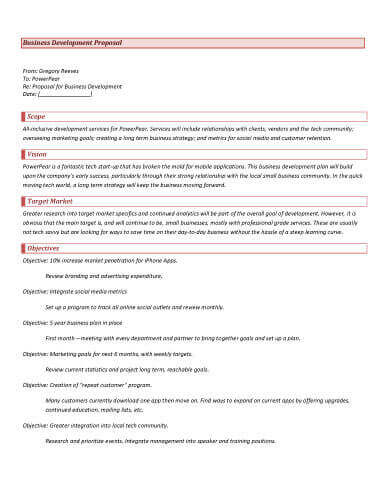 Business Development Proposal
From: Gregory Reeves
To: PowerPear
Re: Proposal for Business Development
Date: [__________________]
Scope
All-inclusive development services for PowerPear. Services will include relationships with clients, vendors and the tech community;
overseeing marketing goals; creating a long term business strategy; and metrics for social media and customer retention.
Vision
PowerPear is a fantastic tech start-up that has broken the mold for mobile applications. This business development plan will build
upon the company's early success, particularly through their strong relationship with the local small business community. In the quick
moving tech world, a long term strategy will keep the business moving forward.
Target Market
Greater research into target market specifics and continued analytics will be part of the overall goal of development. However, it is
obvious that the main target is, and will continue to be, small businesses, mostly with professional grade services. These are usually
not tech savvy but are looking for ways to save time on their day-to-day business without the hassle of a steep learning curve.
Objectives
Objective: 10% increase market penetration for iPhone Apps.
Review branding and advertising expenditure.
Objective: Integrate social media metrics
Set up a program to track all online social outlets and review monthly.
Objective: 5 year business plan in place
First month—meeting with every department and partner to bring together goals and set up a plan.
Objective: Marketing goals for next 6 months, with weekly targets.
Review current statistics and project long term, reachable goals.
Objective: Creation of "repeat customer" program.
Many customers currently download one app then move on. Find ways to expand on current apps by offering upgrades,
continued education, mailing lists, etc.
Objective: Greater integration into local tech community.
Research and prioritize events. Integrate management into speaker and training positions.